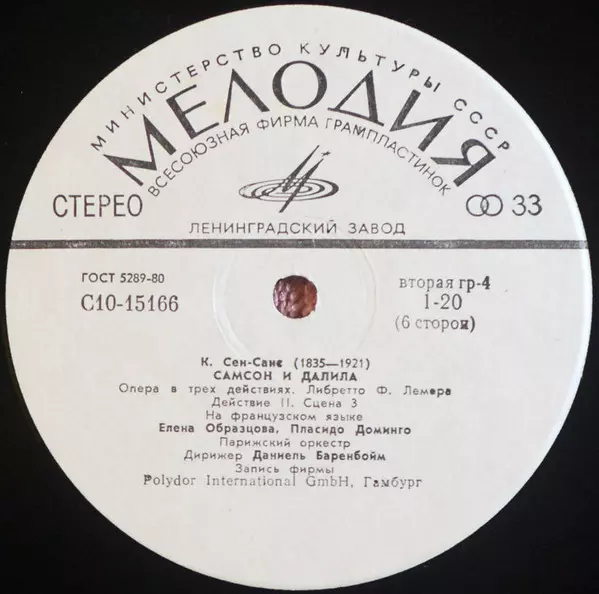 МИНИСТЕРСТВО КУЛЬТУРЫ СССР
МЕЛОДИЯ
ВСЕСОЮЗНАЯ ФИРМА ГРАМПЛАСТИНОК
СТЕРЕО
33
ЛЕНИНГРАДСКИЙ ЗАВОД
ГОСТ 5289-80
С10-15166
вторая гр-4
1-20
(6 сторон)
К. Сен-Санс (1835—1921)
САМСОН И ДАЛИЛА
Опера в трех действиях. Либретто Ф. Лемера
Действие II. Сцена 3
На французском языке
Елена Образцова, Пласидо Доминго
Парижский оркестр
Дирижер Даниель Баренбойм
Запись фирмы
Polydor International GmbH, Гамбург